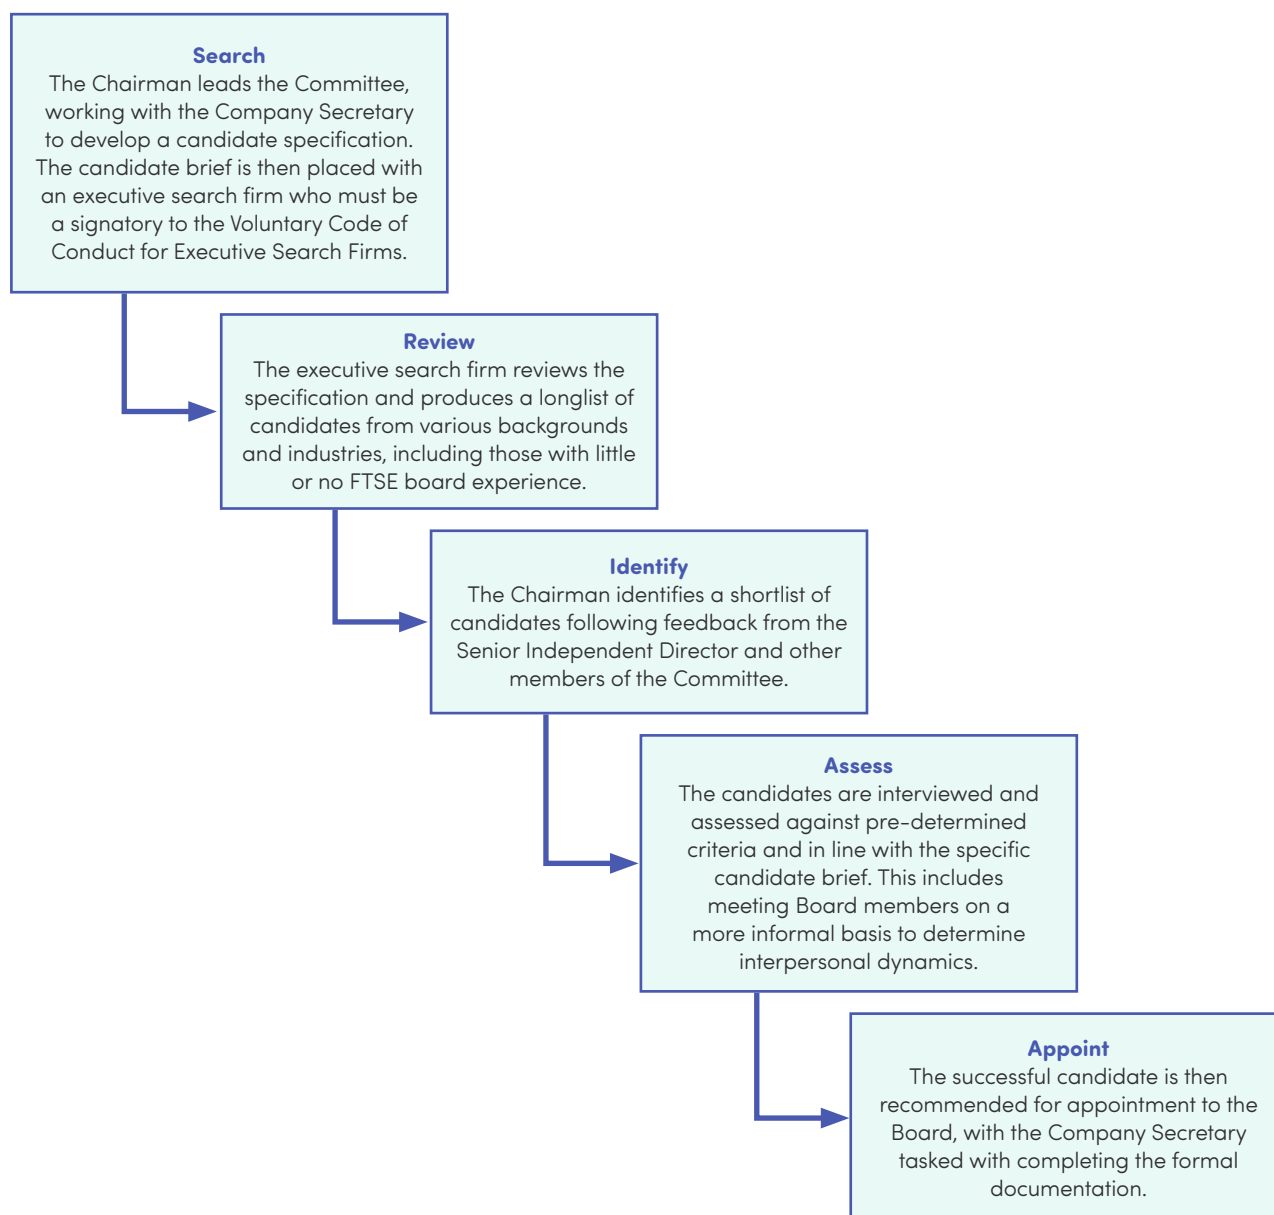 Search
The Chairman leads the Committee,
working with the Company Secretary
to develop a candidate specification.
The candidate brief is then placed with
an executive search firm who must be
a signatory to the Voluntary Code of
Conduct for Executive Search Firms.
Review
The executive search firm reviews the
specification and produces a longlist of
candidates from various backgrounds
and industries, including those with little
or no FTSE board experience.
Identify
The Chairman identifies a shortlist of
candidates following feedback from the
Senior Independent Director and other
members of the Committee.
Assess
The candidates are interviewed and
assessed against pre-determined
criteria and in line with the specific
candidate brief. This includes
meeting Board members on a
more informal basis to determine
interpersonal dynamics.
Appoint
The successful candidate is then
recommended for appointment to the
Board, with the Company Secretary
tasked with completing the formal
documentation.